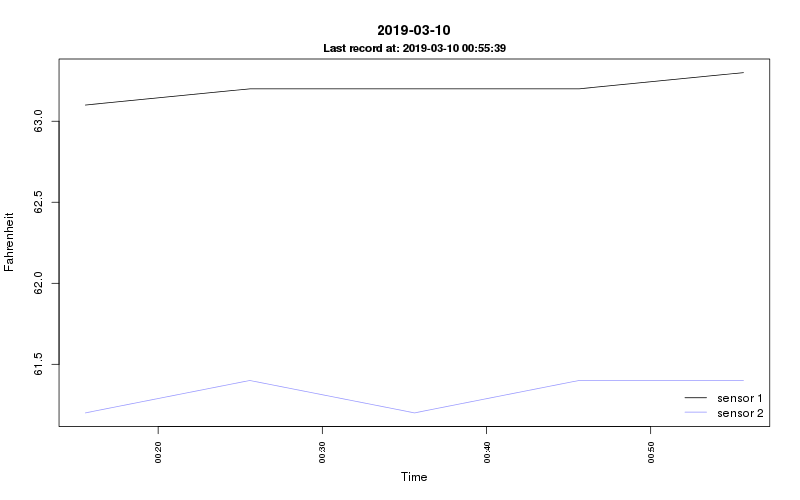 2019-03-10
Last record at: 2019-03-10 00:55:39
Fahrenheit
63.0
62.5
62.0
61.5
sensor 1
sensor 2
00:20
00:30
00:40
00:50
Time